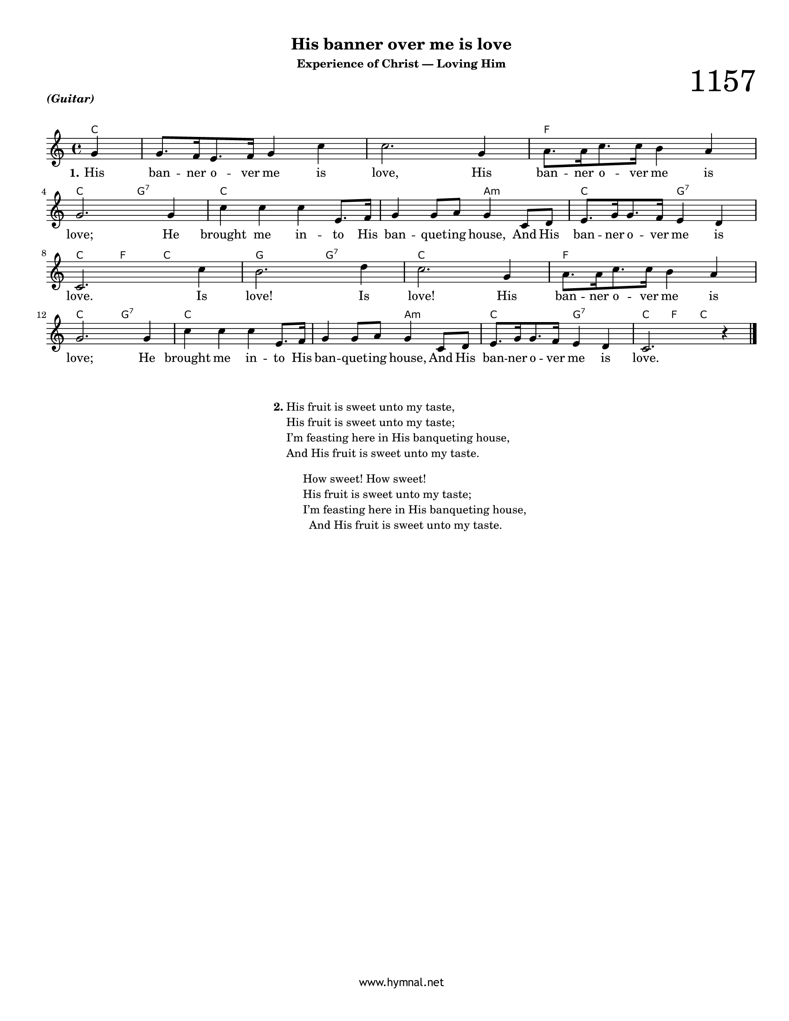 His banner over me is love
Experience of Christ — Loving Him
1157
(Guitar)
C F
1. His ban - ner o - ver me is love, His ban - ner o - ver me is
4 C G7 C Am C G7
love; He brought me in - to His ban - queting house, And His ban - ner o - ver me is
8 C F C G G7 C F
love. Is love! Is love! His ban - ner o - ver me is
12 C G7 C Am C G7 C F C
love; He brought me in - to His ban - queting house, And His ban - ner o - ver me is love.
2. His fruit is sweet unto my taste,
His fruit is sweet unto my taste;
I'm feasting here in His banqueting house,
And His fruit is sweet unto my taste.
How sweet! How sweet!
His fruit is sweet unto my taste;
I'm feasting here in His banqueting house,
And His fruit is sweet unto my taste.
www.hymnal.net